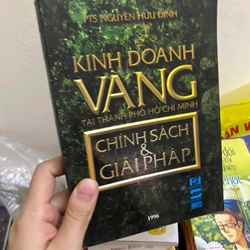 PTS NGUYỄN HỮU ĐỊNH
KINH DOANH
VÀNG
TẠI THÀNH PHỐ HỒ CHÍ MINH
CHÍNH SÁCH
&
GIẢI PHÁP
1996